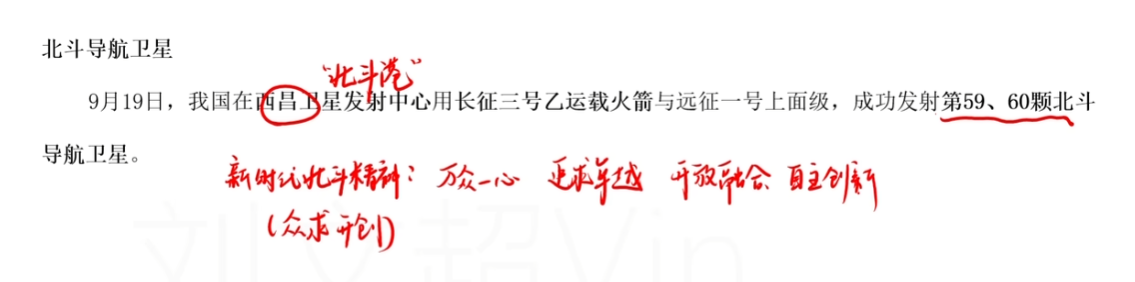 北斗导航卫星
“北斗港”
9月19日，我国在西昌卫星发射中心用长征三号乙运载火箭与远征一号上面级，成功发射第59、60颗北斗
导航卫星。
新时代北斗精神：万众一心 追求卓越 开放融合 自主创新
（众求开创）
刘文超Vin